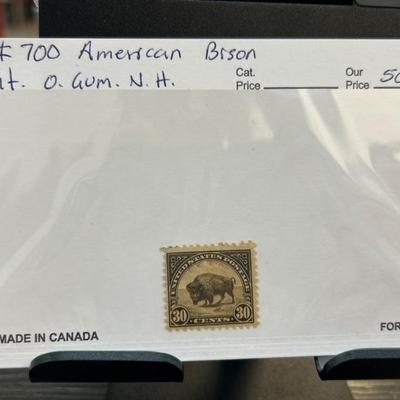 # 700 American Bison
nt. O. Gum. N.H.
Cat. Price
Our Price 50
UNITED STATES POSTAGE
30 CENTS 30
MADE IN CANADA
FOR